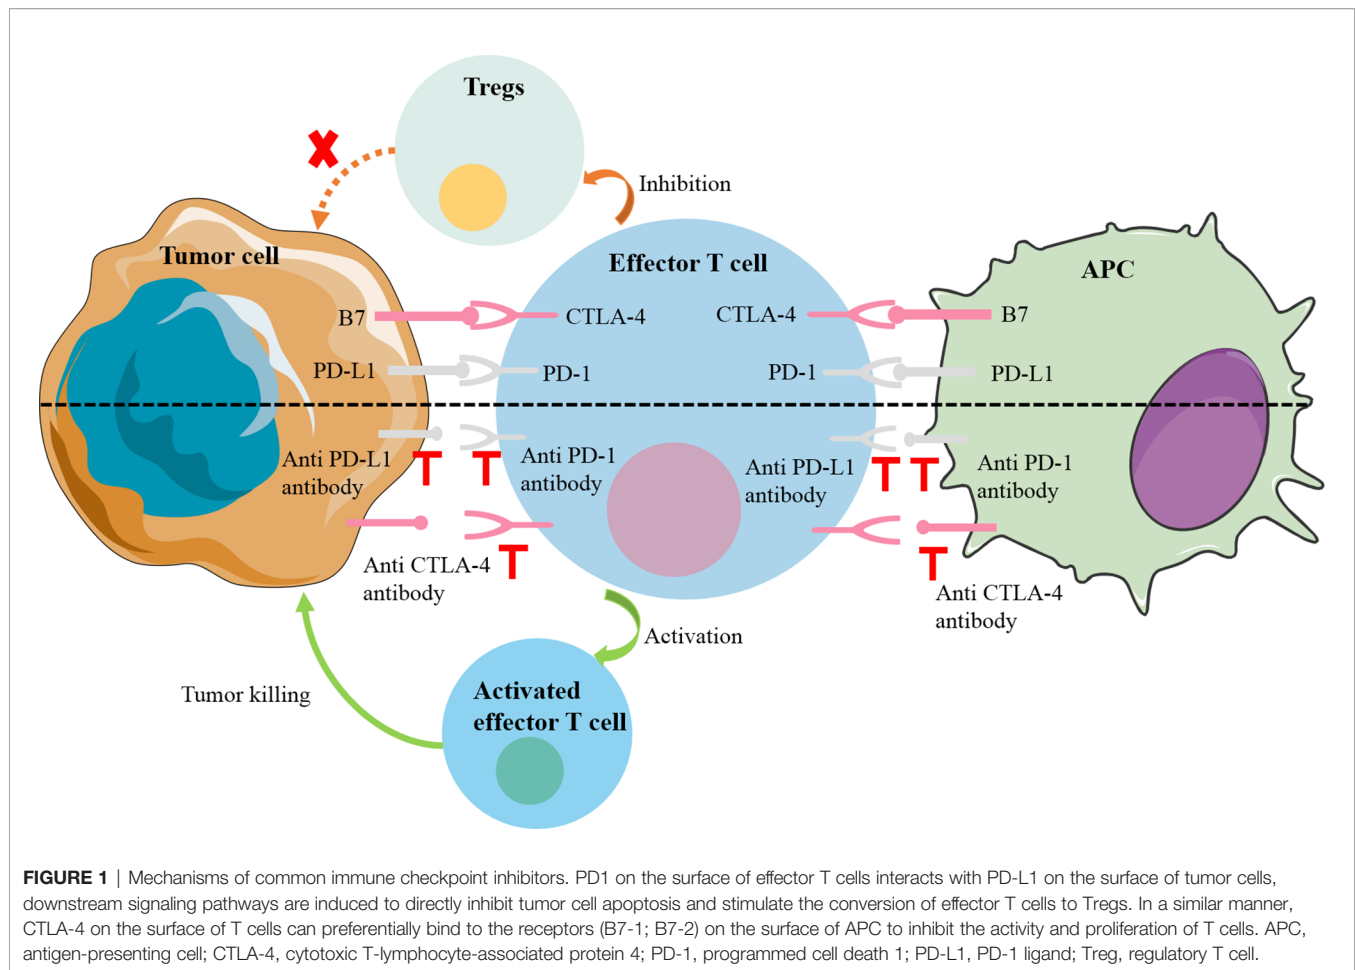 Tregs
Inhibition
Tumor cell
Effector T cell
APC
B7
CTLA-4
CTLA-4
B7
PD-L1
PD-1
PD-1
PD-L1
Anti PD-L1
antibody
Anti PD-1
antibody
Anti PD-L1
antibody
Anti PD-1
antibody
Anti CTLA-4
antibody
Anti CTLA-4
antibody
Activation
Tumor killing
Activated
effector T cell
FIGURE 1 | Mechanisms of common immune checkpoint inhibitors. PD1 on the surface of effector T cells interacts with PD-L1 on the surface of tumor cells,
downstream signaling pathways are induced to directly inhibit tumor cell apoptosis and stimulate the conversion of effector T cells to Tregs. In a similar manner,
CTLA-4 on the surface of T cells can preferentially bind to the receptors (B7-1; B7-2) on the surface of APC to inhibit the activity and proliferation of T cells. APC,
antigen-presenting cell; CTLA-4, cytotoxic T-lymphocyte-associated protein 4; PD-1, programmed cell death 1; PD-L1, PD-1 ligand; Treg, regulatory T cell.